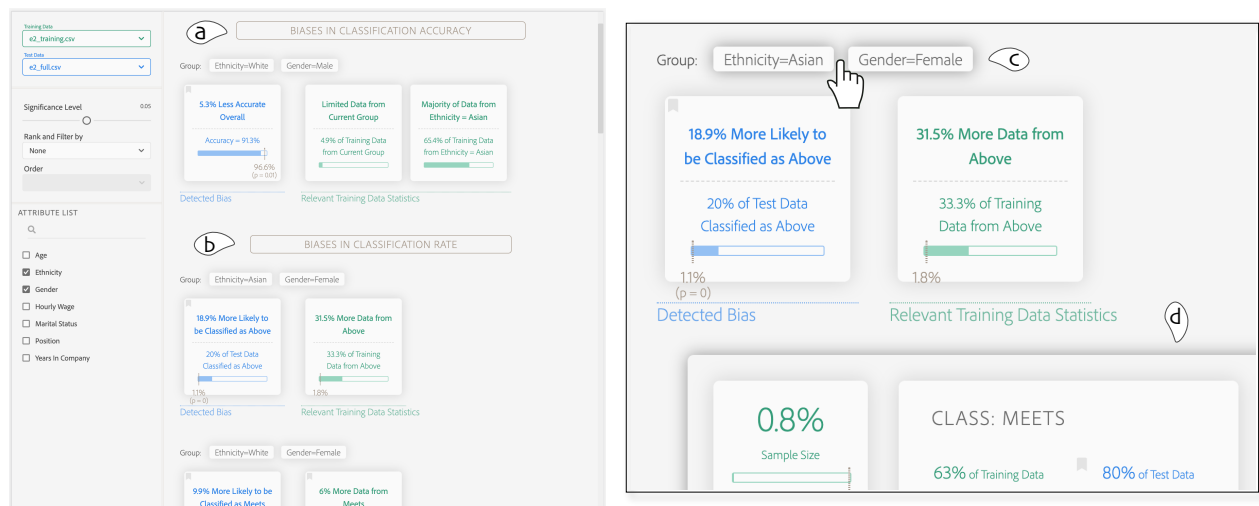 Training Data
e2_training.csv
Test Data
e2_full.csv
Significance Level 0.05
Rank and Filter by
None
Order
ATTRIBUTE LIST
Age
Ethnicity
Gender
Hourly Wage
Marital Status
Position
Years In Company
a
BIASES IN CLASSIFICATION ACCURACY
Group: Ethnicity=White Gender=Male
5.3% Less Accurate
Overall
Accuracy = 91.3%
96.6%
(p = 0.01)
Limited Data from
Current Group
4.9% of Training Data
from Current Group
Majority of Data from
Ethnicity = Asian
65.4% of Training Data
from Ethnicity = Asian
Detected Bias
Relevant Training Data Statistics
b
BIASES IN CLASSIFICATION RATE
Group: Ethnicity=Asian Gender=Female
18.9% More Likely to
be Classified as Above
20% of Test Data
Classified as Above
1.1%
(p = 0)
31.5% More Data from
Above
33.3% of Training
Data from Above
1.8%
Detected Bias
Relevant Training Data Statistics
Group: Ethnicity=White Gender=Female
9.9% More Likely to be
Classified as Meets
6% More Data from
Meets
Group: Ethnicity=Asian Gender=Female
c
18.9% More Likely to
be Classified as Above
20% of Test Data
Classified as Above
1.1%
(p = 0)
31.5% More Data from
Above
33.3% of Training
Data from Above
1.8%
Detected Bias
Relevant Training Data Statistics
d
0.8%
Sample Size
CLASS: MEETS
63% of Training Data
80% of Test Data